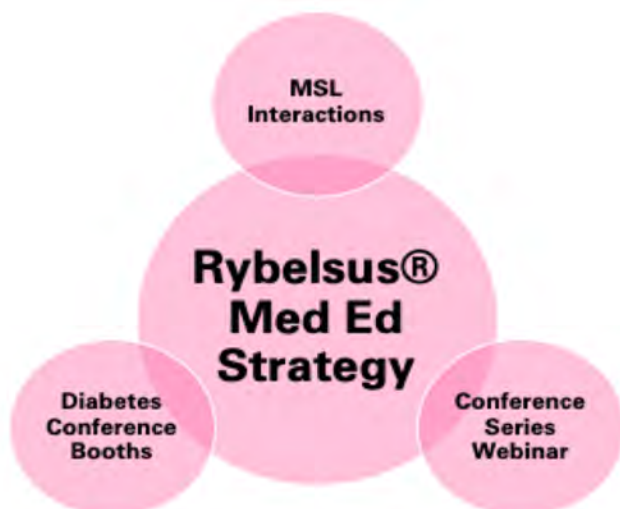 MSL
Interactions
Rybelsus®
Med Ed
Strategy
Diabetes
Conference
Booths
Conference
Series
Webinar